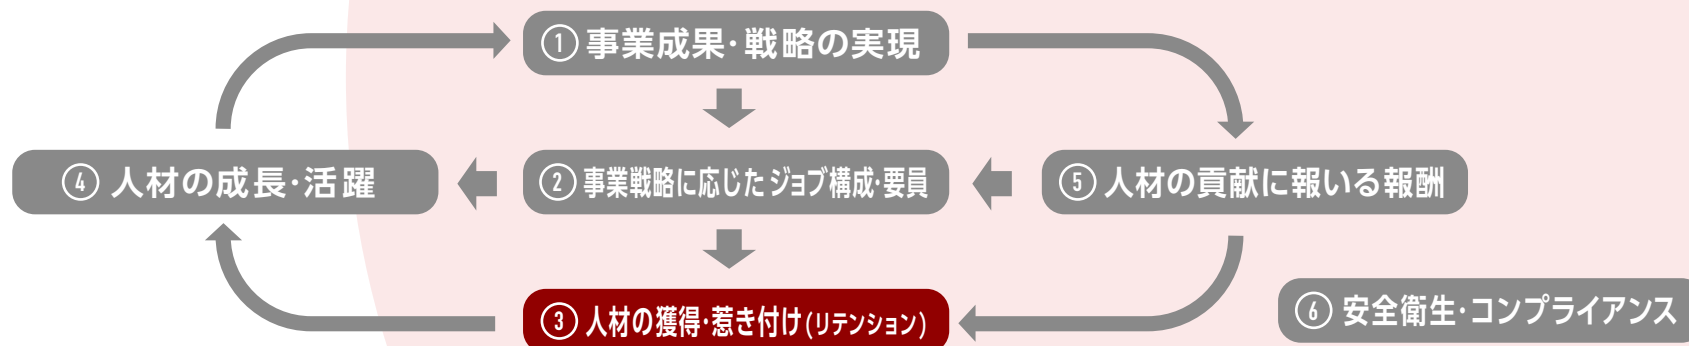 ① 事業成果・戦略の実現
④ 人材の成長・活躍
② 事業戦略に応じた ジョブ構成・要員
⑤ 人材の貢献に報いる報酬
③ 人材の獲得・惹き付け(リテンション)
⑥ 安全衛生・コンプライアンス